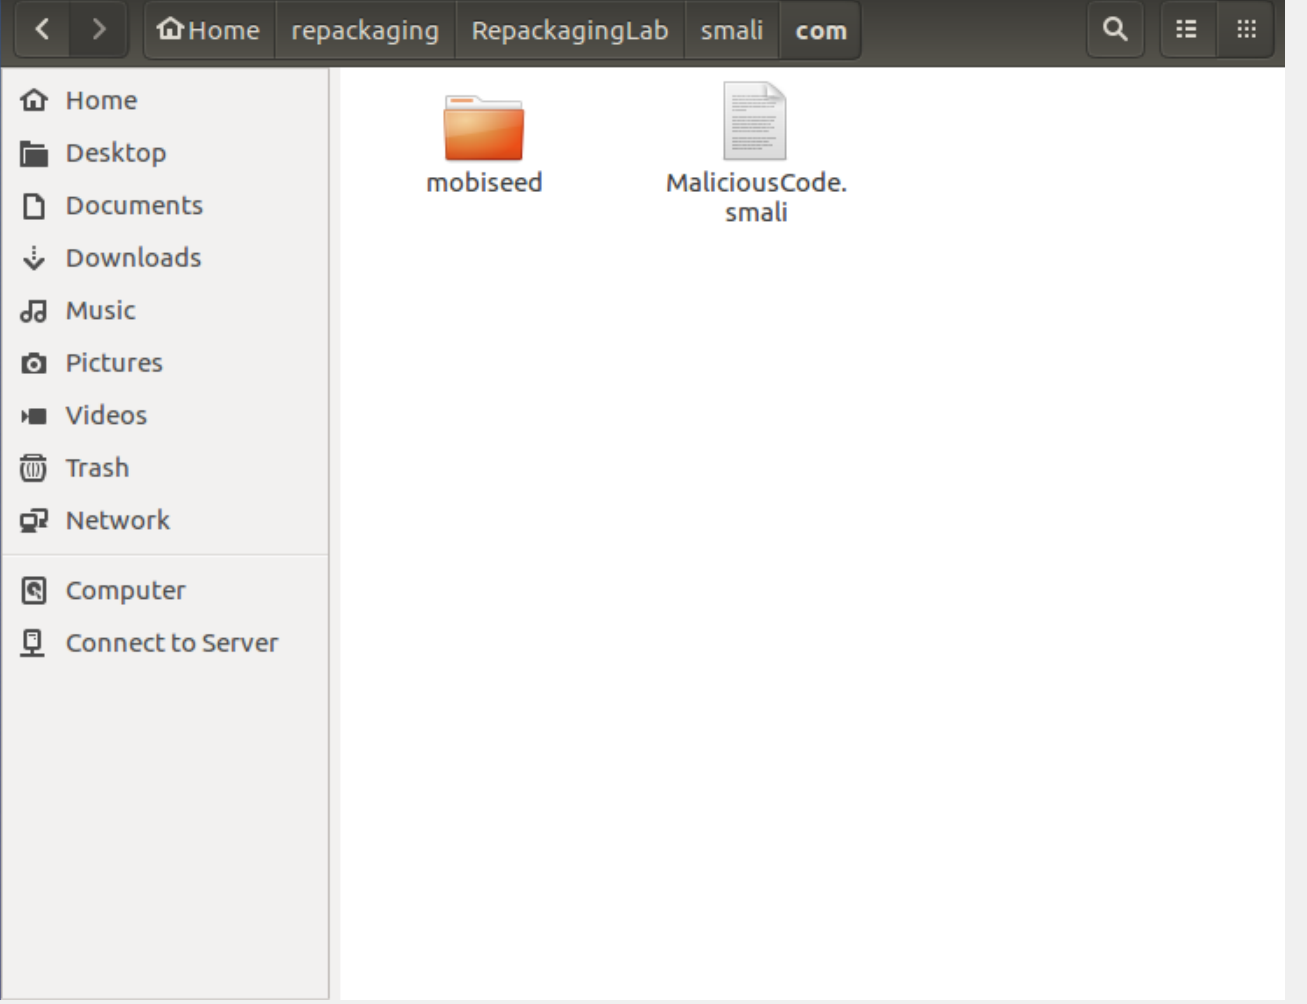 Home repackaging RepackagingLab smali com
Home
Desktop
Documents
Downloads
Music
Pictures
Videos
Trash
Network
Computer
Connect to Server
mobiseed
MaliciousCode.
smali